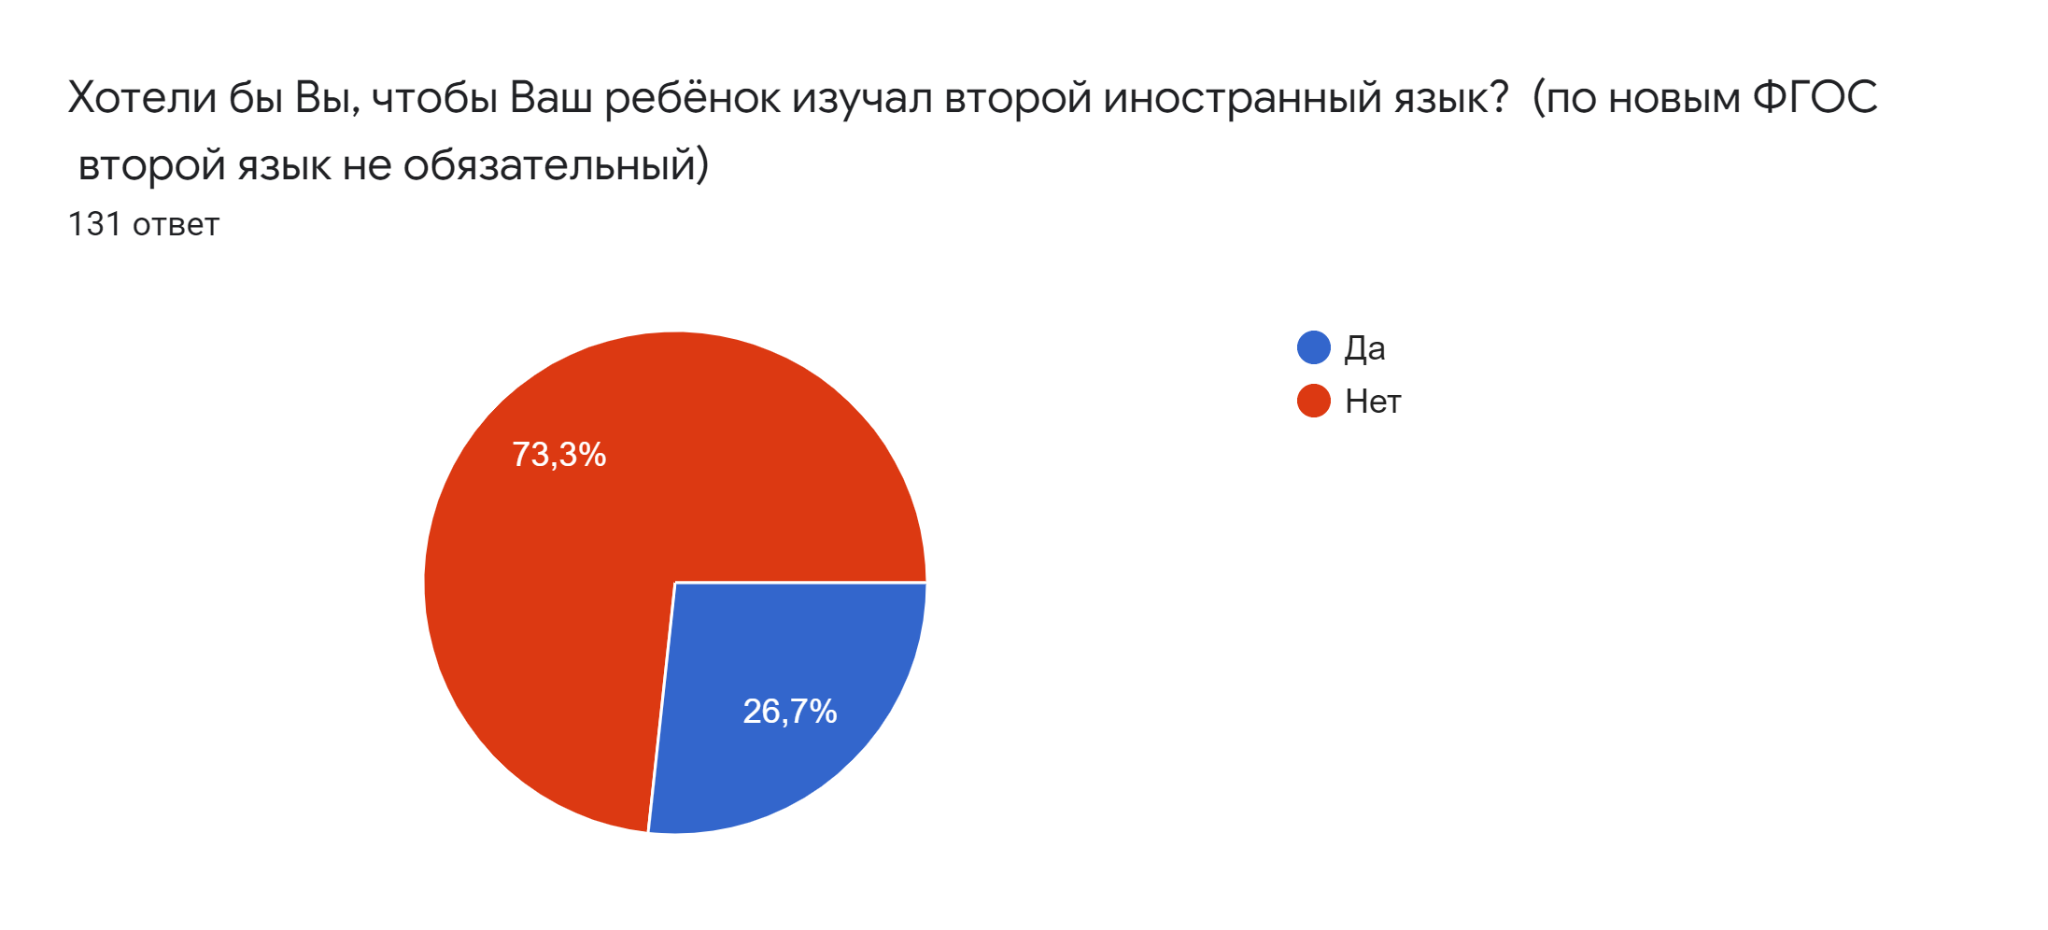 Хотели бы Вы, чтобы Ваш ребёнок изучал второй иностранный язык?  (по новым ФГОС
второй язык не обязательный)
131 ответ
Да
Нет
73,3%
26,7%